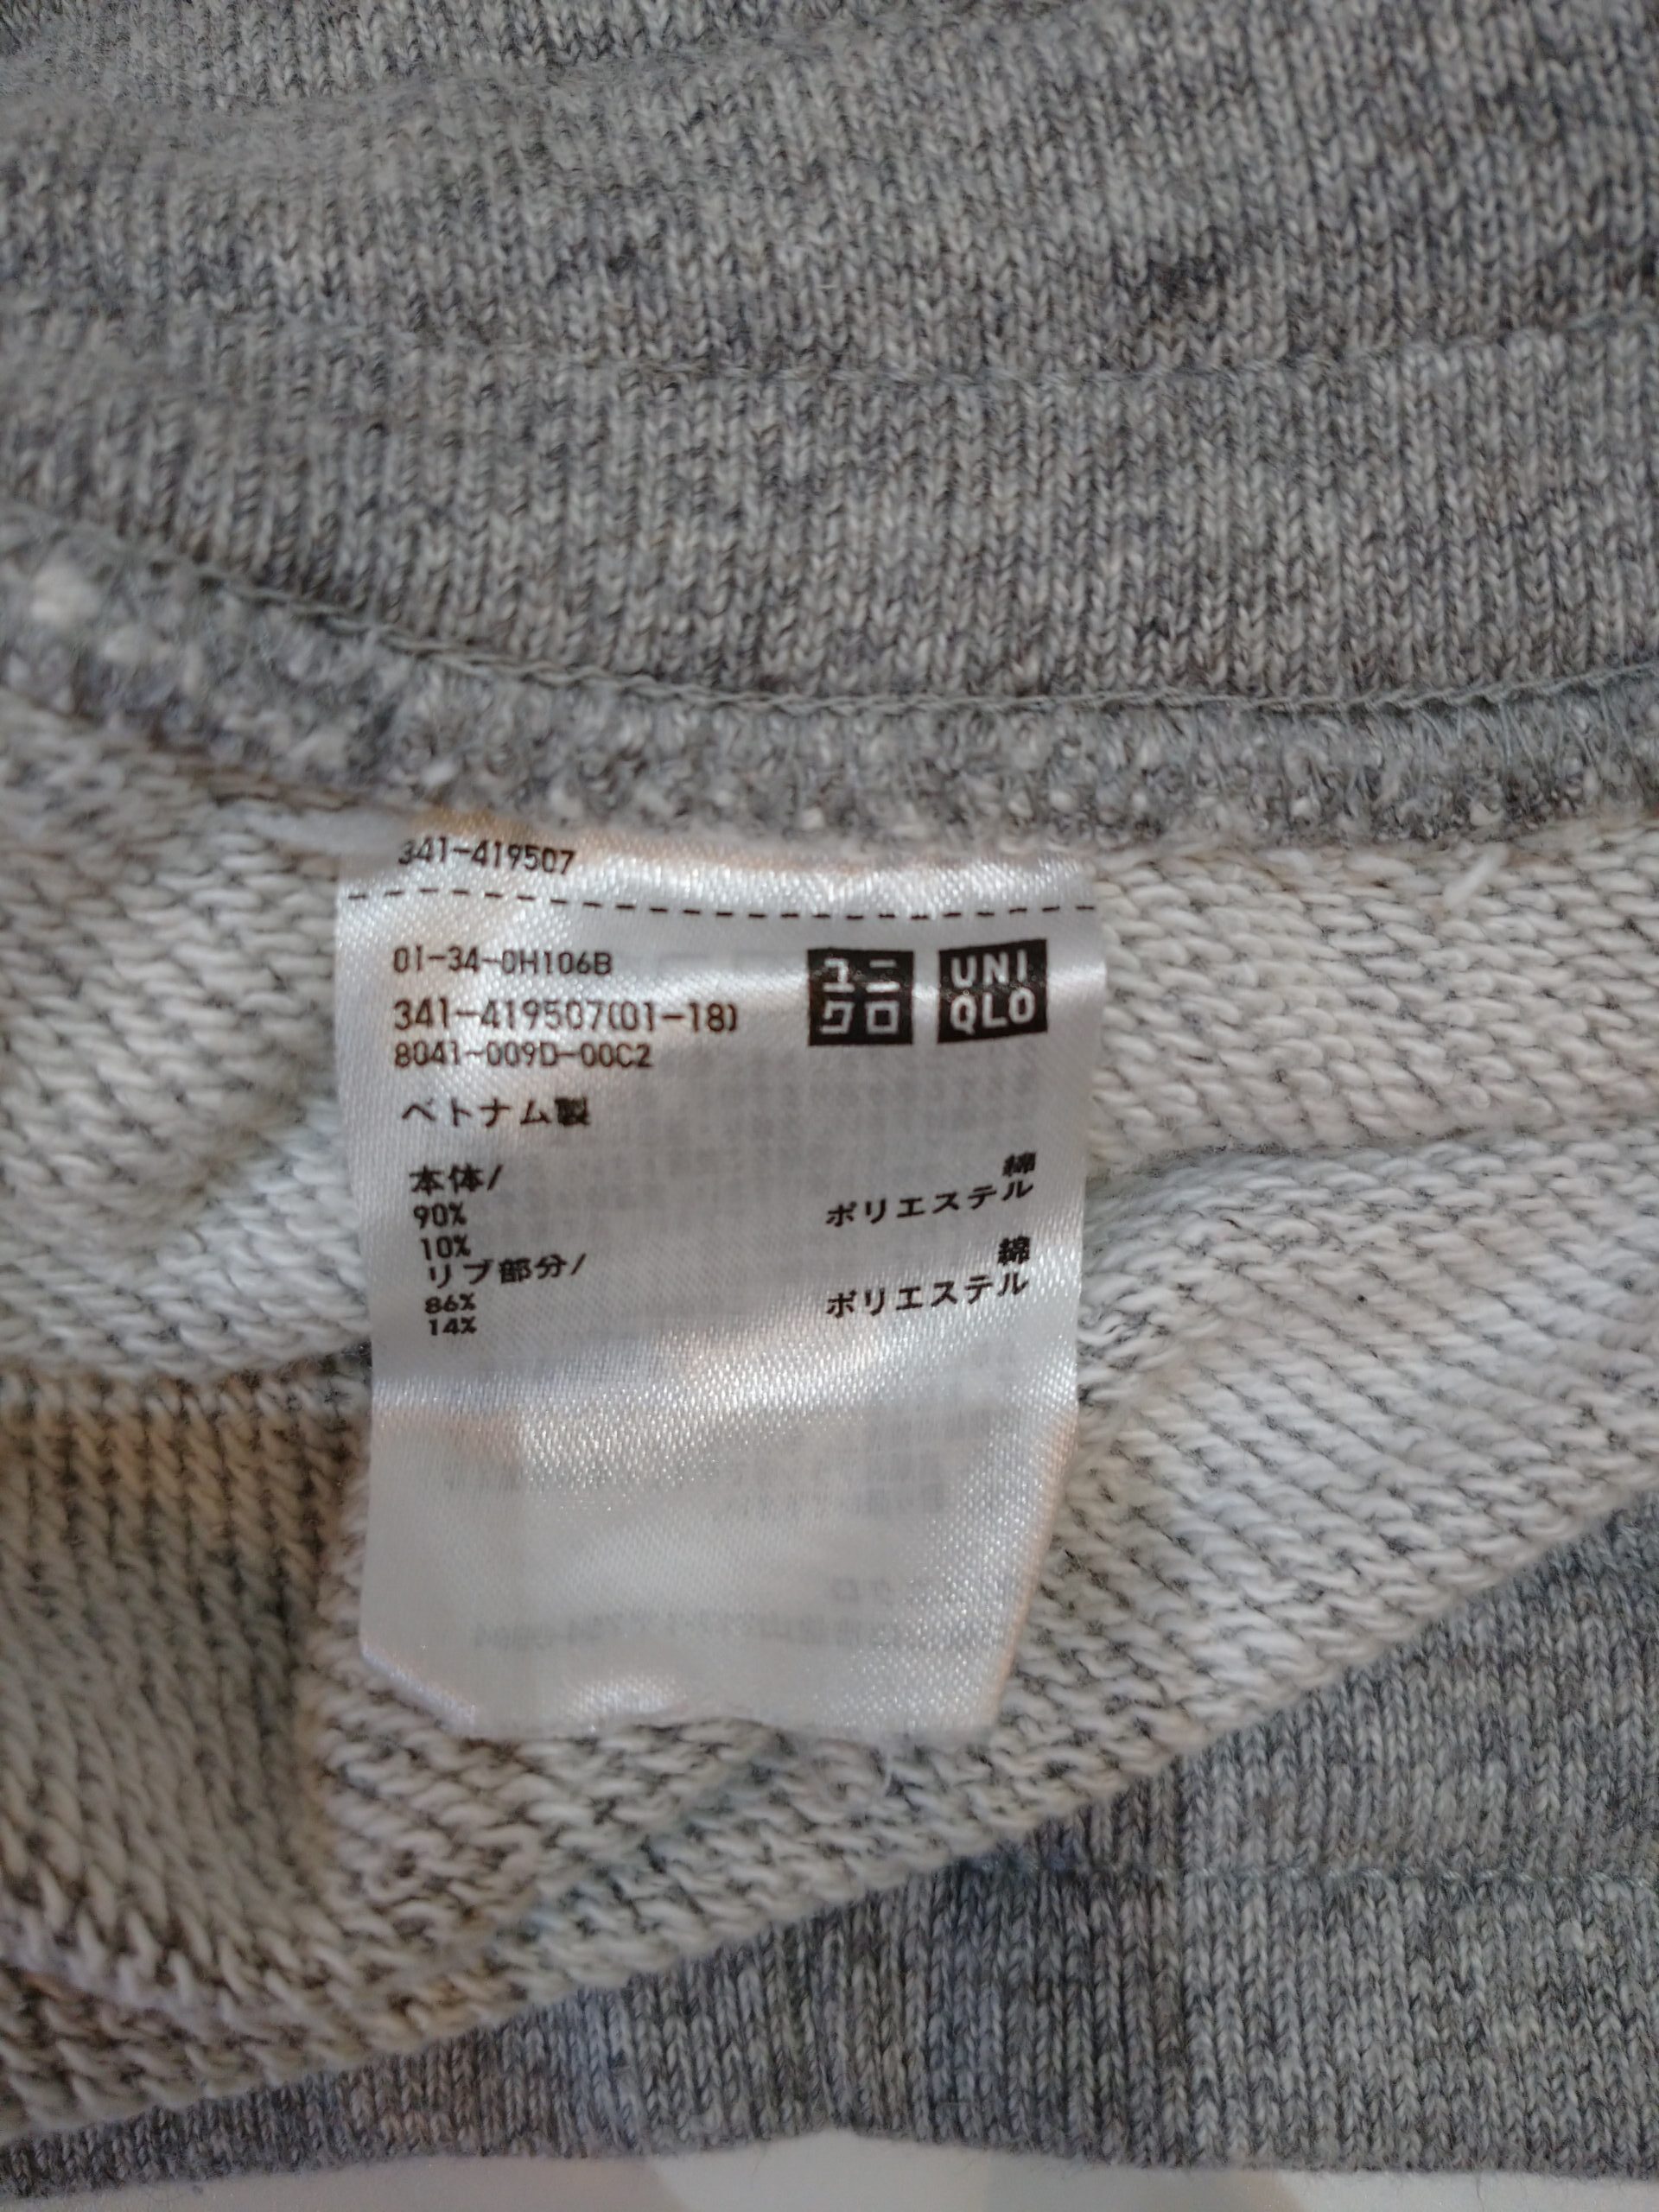 341-419507
01-34-0H106B
341-419507(01-18)
8041-009D-00C2
ユニ
クロ
UNI
QLO
ベトナム製
本体/
90% 綿
10% ポリエステル
リブ部分/
86% 綿
14% ポリエステル